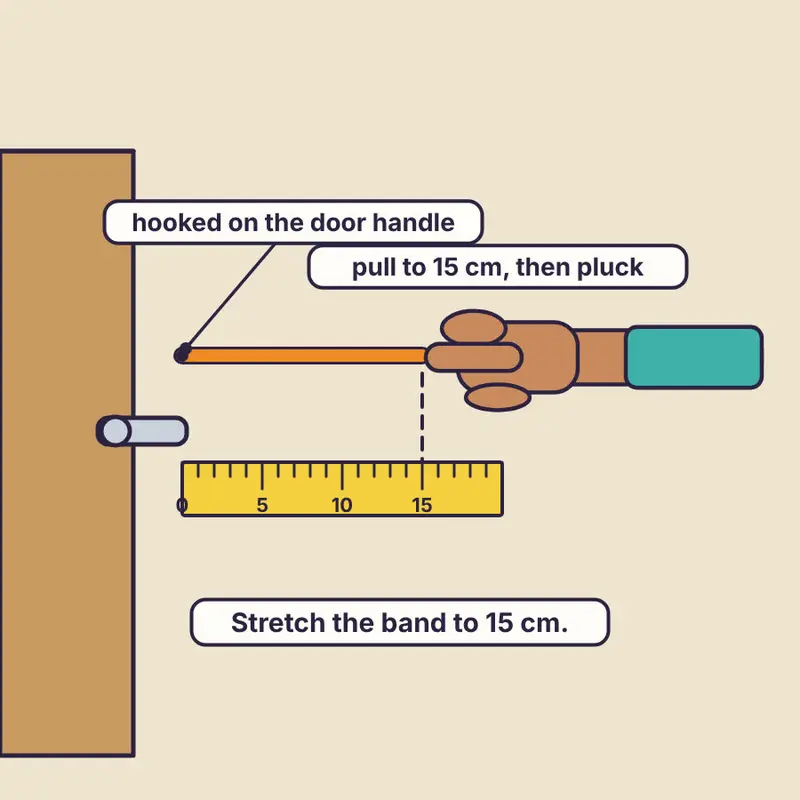 hooked on the door handle
pull to 15 cm, then pluck
0 5 10 15
Stretch the band to 15 cm.